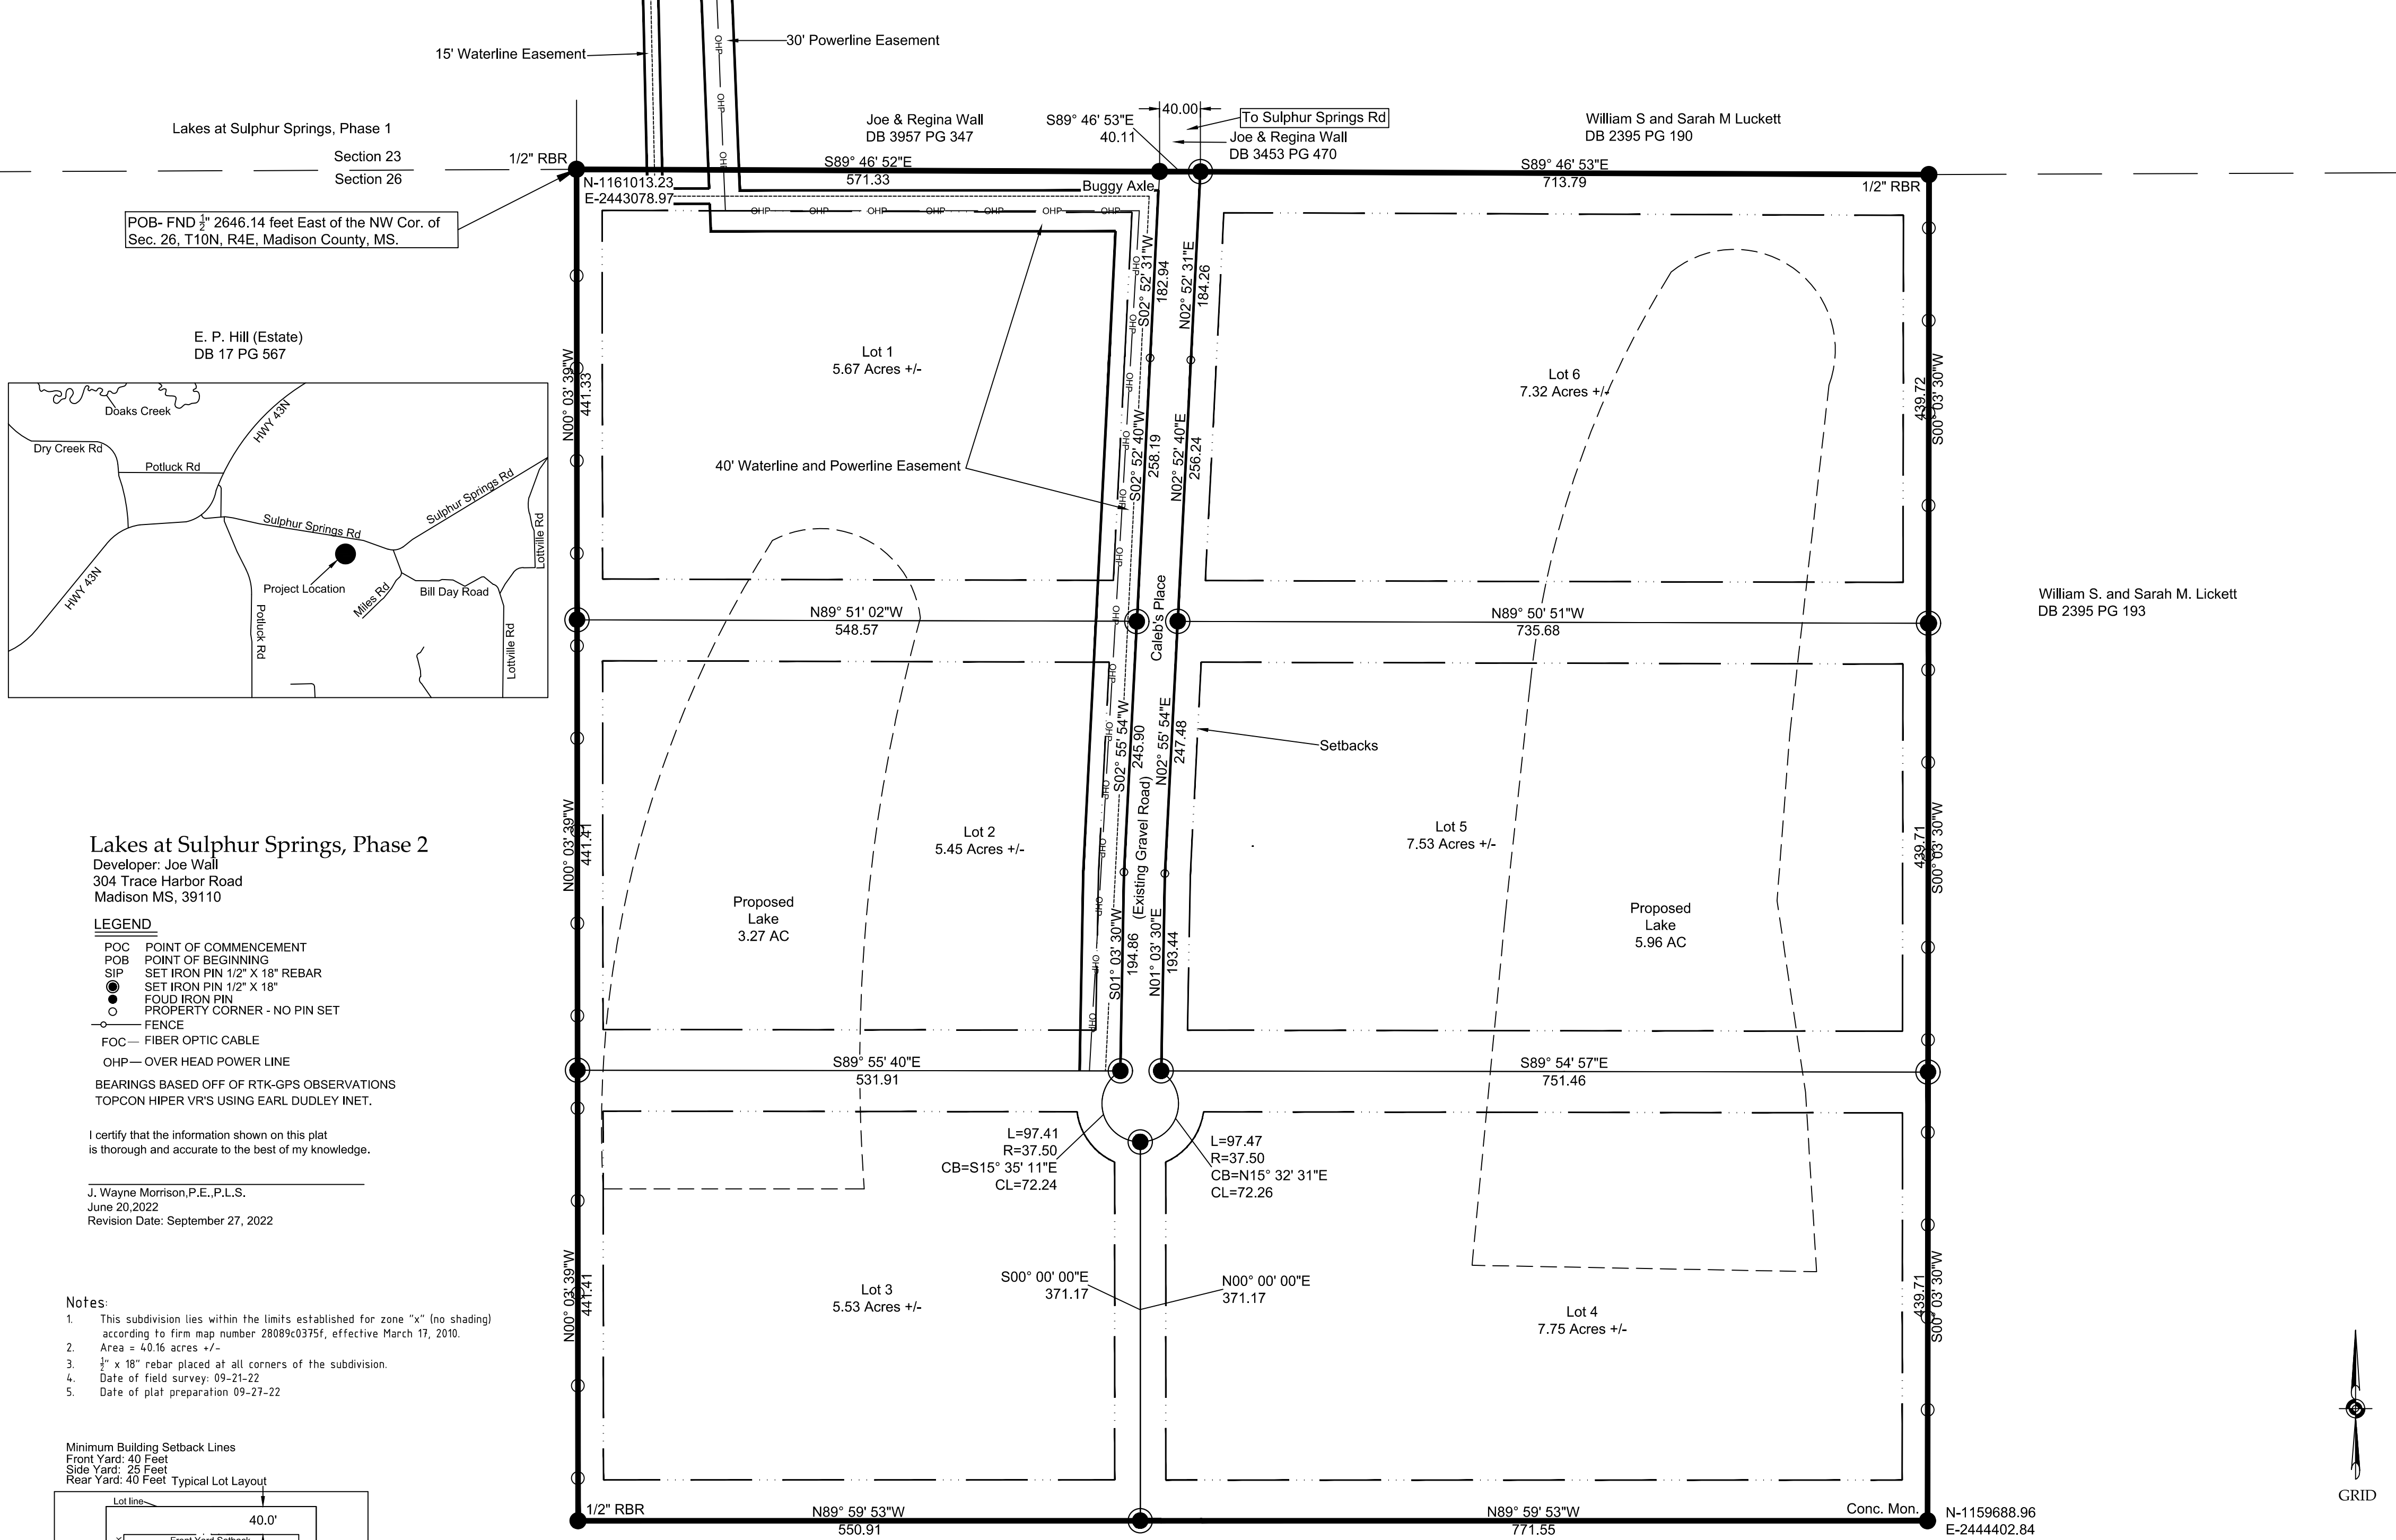 15' Waterline Easement
30' Powerline Easement
Lakes at Sulphur Springs, Phase 1
Section 23
Section 26
1/2" RBR
Joe & Regina Wall
DB 3957 PG 347
S89° 46' 52"E
571.33
S89° 46' 53"E
40.11
40.00
To Sulphur Springs Rd
Joe & Regina Wall
DB 3453 PG 470
William S and Sarah M Luckett
DB 2395 PG 190
S89° 46' 53"E
713.79
1/2" RBR
N-1161013.23
E-2443078.97
Buggy Axle
POB- FND 1/2" 2646.14 feet East of the NW Cor. of
Sec. 26, T10N, R4E, Madison County, MS.
OHP OHP OHP OHP OHP OHP OHP
E. P. Hill (Estate)
DB 17 PG 567
Doaks Creek
HWY 43N
Dry Creek Rd
Potluck Rd
Sulphur Springs Rd
Sulphur Springs Rd
Lottville Rd
HWY 43N
Project Location
Miles Rd
Bill Day Road
Potluck Rd
Lottville Rd
N00° 03' 39"W
441.33
Lot 1
5.67 Acres +/-
S02° 52' 31"W
182.94
N02° 52' 31"E
184.26
S02° 52' 40"W
258.19
N02° 52' 40"E
256.24
40' Waterline and Powerline Easement
Lot 6
7.32 Acres +/-
439.72
S00° 03' 30"W
N89° 51' 02"W
548.57
Caleb's Place
N89° 50' 51"W
735.68
William S. and Sarah M. Lickett
DB 2395 PG 193
S02° 55' 54"W
245.90
N02° 55' 54"E
247.48
Setbacks
(Existing Gravel Road)
N00° 03' 39"W
441.41
Lot 2
5.45 Acres +/-
Proposed
Lake
3.27 AC
S01° 03' 30"W
194.86
N01° 03' 30"E
193.44
Lot 5
7.53 Acres +/-
Proposed
Lake
5.96 AC
439.71
S00° 03' 30"W
Lakes at Sulphur Springs, Phase 2
Developer: Joe Wall
304 Trace Harbor Road
Madison MS, 39110
LEGEND
POC POINT OF COMMENCEMENT
POB POINT OF BEGINNING
SIP SET IRON PIN 1/2" X 18" REBAR
SET IRON PIN 1/2" X 18"
FOUD IRON PIN
PROPERTY CORNER - NO PIN SET
FENCE
FOC FIBER OPTIC CABLE
OHP OVER HEAD POWER LINE
BEARINGS BASED OFF OF RTK-GPS OBSERVATIONS
TOPCON HIPER VR'S USING EARL DUDLEY INET.
I certify that the information shown on this plat
is thorough and accurate to the best of my knowledge.
J. Wayne Morrison,P.E.,P.L.S.
June 20,2022
Revision Date: September 27, 2022
S89° 55' 40"E
531.91
S89° 54' 57"E
751.46
L=97.41
R=37.50
CB=S15° 35' 11"E
CL=72.24
L=97.47
R=37.50
CB=N15° 32' 31"E
CL=72.26
N00° 03' 39"W
441.41
S00° 00' 00"E
371.17
N00° 00' 00"E
371.17
Lot 3
5.53 Acres +/-
Lot 4
7.75 Acres +/-
439.71
S00° 03' 30"W
Notes:
1. This subdivision lies within the limits established for zone "x" (no shading)
according to firm map number 28089c0375f, effective March 17, 2010.
2. Area = 40.16 acres +/-
3. 1/2" x 18" rebar placed at all corners of the subdivision.
4. Date of field survey: 09-21-22
5. Date of plat preparation 09-27-22
Minimum Building Setback Lines
Front Yard: 40 Feet
Side Yard: 25 Feet
Rear Yard: 40 Feet Typical Lot Layout
Lot line
40.0'
1/2" RBR
N89° 59' 53"W
550.91
N89° 59' 53"W
771.55
Conc. Mon.
N-1159688.96
E-2444402.84
GRID